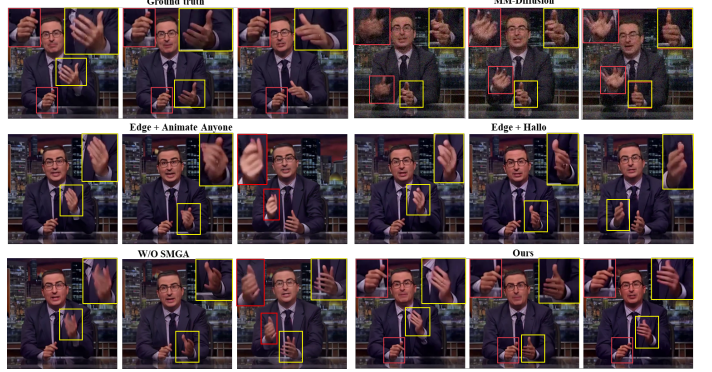 Ground truth
MM-Diffusion
Edge + Animate Anyone
Edge + Hallo
W/O SMGA
Ours